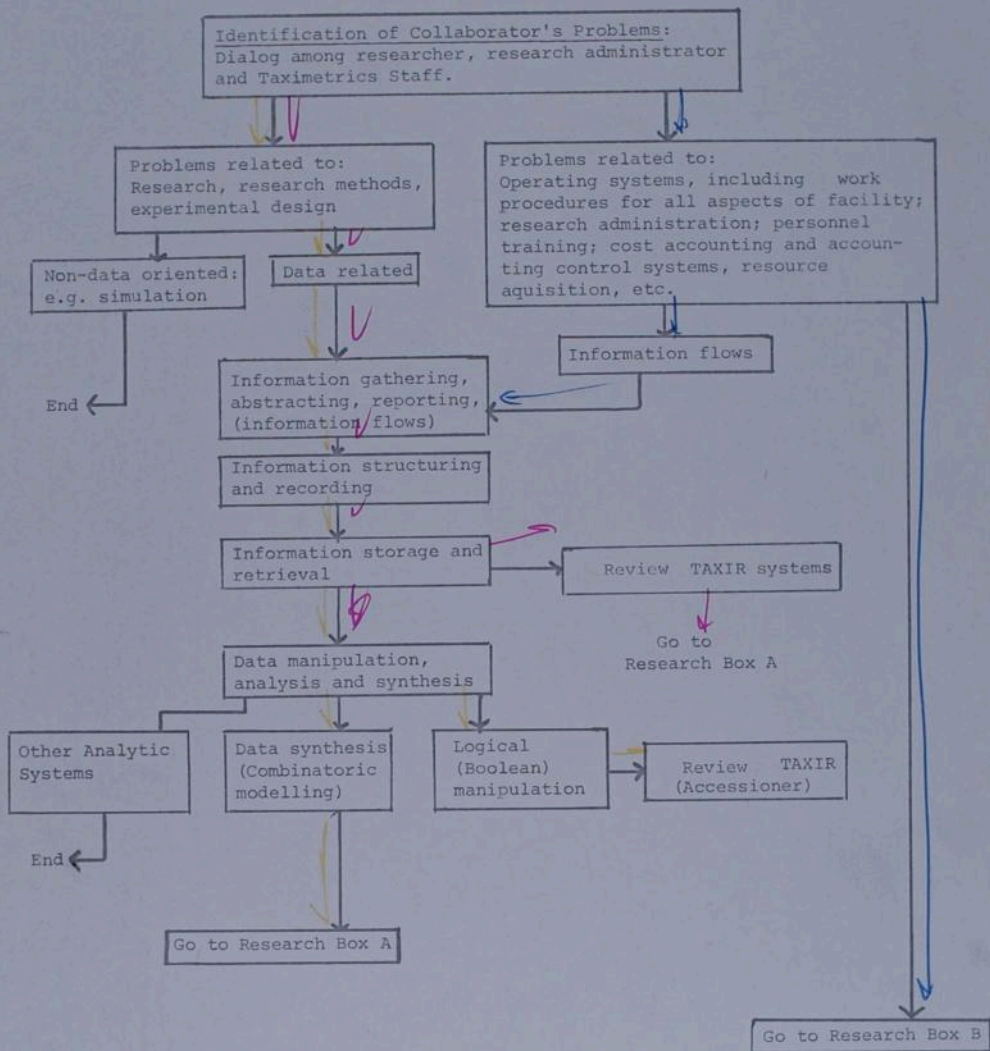 Identification of Collaborator's Problems:
Dialog among researcher, research administrator
and Taximetrics Staff.
Problems related to:
Research, research methods,
experimental design
Problems related to:
Operating systems, including work
procedures for all aspects of facility;
research administration; personnel
training; cost accounting and accoun-
ting control systems, resource
aquisition, etc.
Non-data oriented:
e.g. simulation
Data related
Information flows
End
Information gathering,
abstracting, reporting,
(information flows)
Information structuring
and recording
Information storage and
retrieval
Review TAXIR systems
Go to
Research Box A
Data manipulation,
analysis and synthesis
Other Analytic
Systems
Data synthesis
(Combinatoric
modelling)
Logical
(Boolean)
manipulation
Review TAXIR
(Accessioner)
End
Go to Research Box A
Go to Research Box B